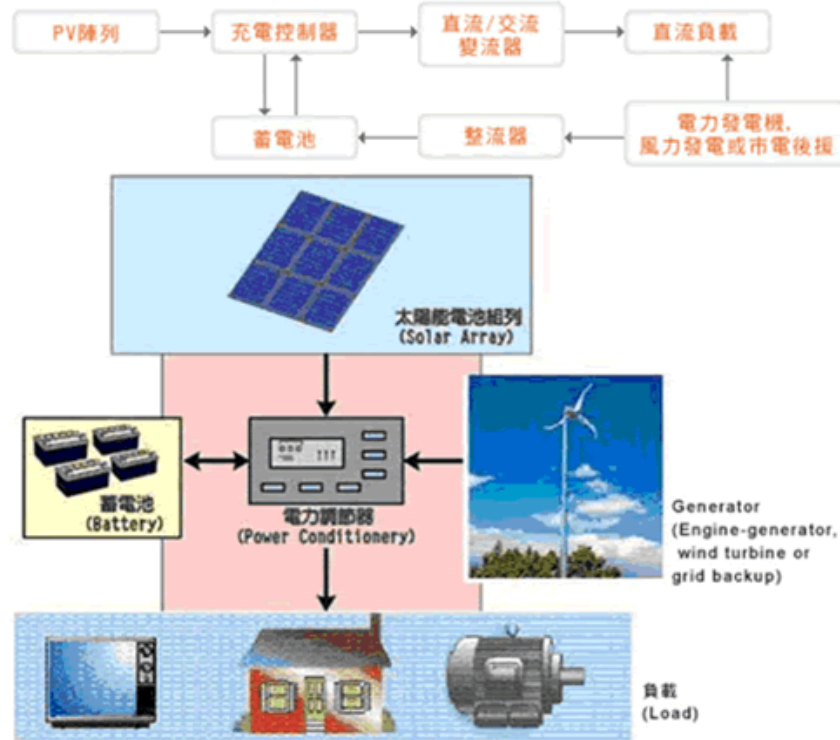 PV陣列
充電控制器
直流/交流
變流器
直流負載
蓄電池
整流器
電力發電機.
風力發電或市電後援
太陽能電池組列
(Solar Array)
蓄電池
(Battery)
電力調節器
(Power Conditionery)
Generator
(Engine-generator,
wind turbine or
grid backup)
負載
(Load)